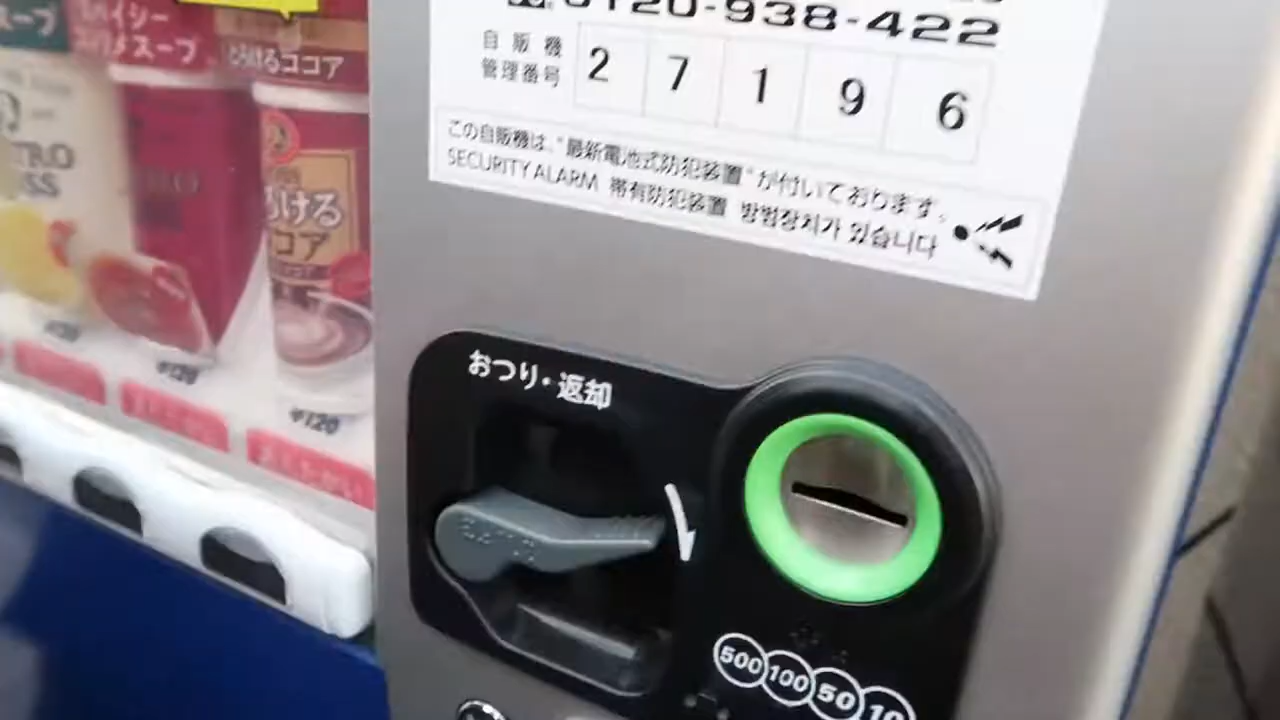 0120-938-422
自販機
管理番号
2 7 1 9 6
この自販機は、"最新電池式防犯装置"が付いております。
SECURITY ALARM 帯有防犯装置 방범장치가 있습니다
スープ
スパイシー
スープ
とろけるココア
ろける
ココア
¥120
¥120
おつり・返却
500 100 50 10